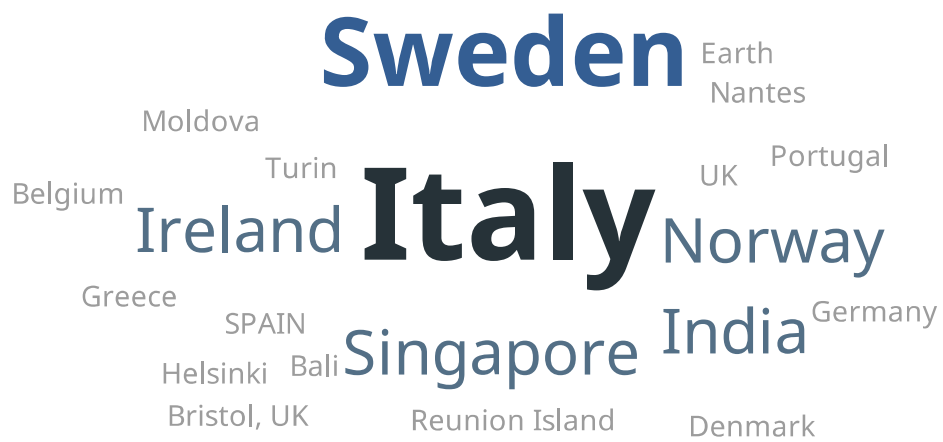 Sweden
Earth
Nantes
Moldova
Turin
Portugal
UK
Belgium
Ireland
Italy
Norway
Greece
SPAIN
India
Germany
Helsinki
Bali
Singapore
Bristol, UK
Reunion Island
Denmark